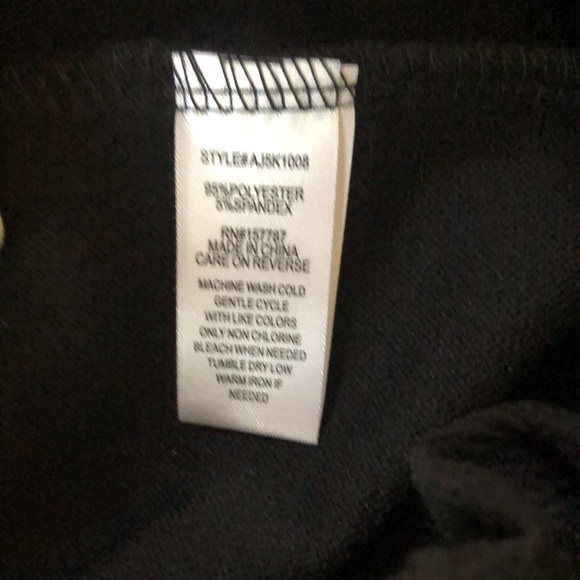 STYLE#AJ5K1008
95%POLYESTER
5%SPANDEX
RN#157787
MADE IN CHINA
CARE ON REVERSE
MACHINE WASH COLD
GENTLE CYCLE
WITH LIKE COLORS
ONLY NON CHLORINE
BLEACH WHEN NEEDED
TUMBLE DRY LOW
WARM IRON IF
NEEDED